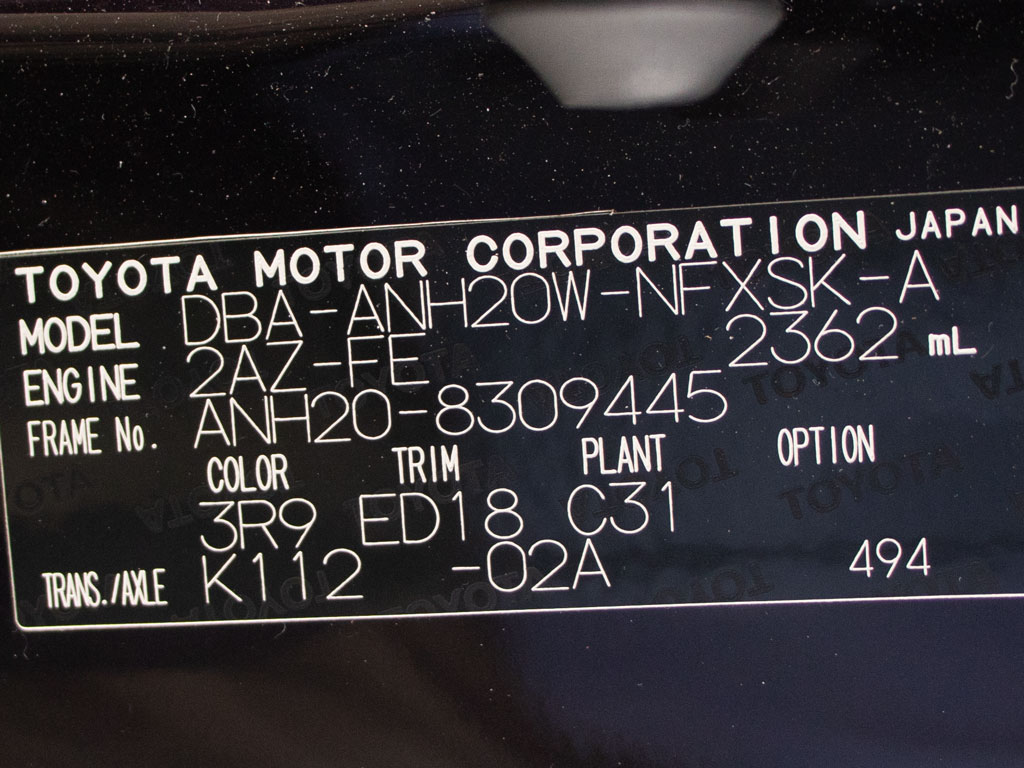 TOYOTA MOTOR CORPORATION JAPAN
MODEL DBA-ANH20W-NFXSK-A
ENGINE 2AZ-FE 2362 mL
FRAME No. ANH20-8309445
COLOR TRIM PLANT OPTION
3R9 ED18 C31
TRANS./AXLE K112 -02A 494